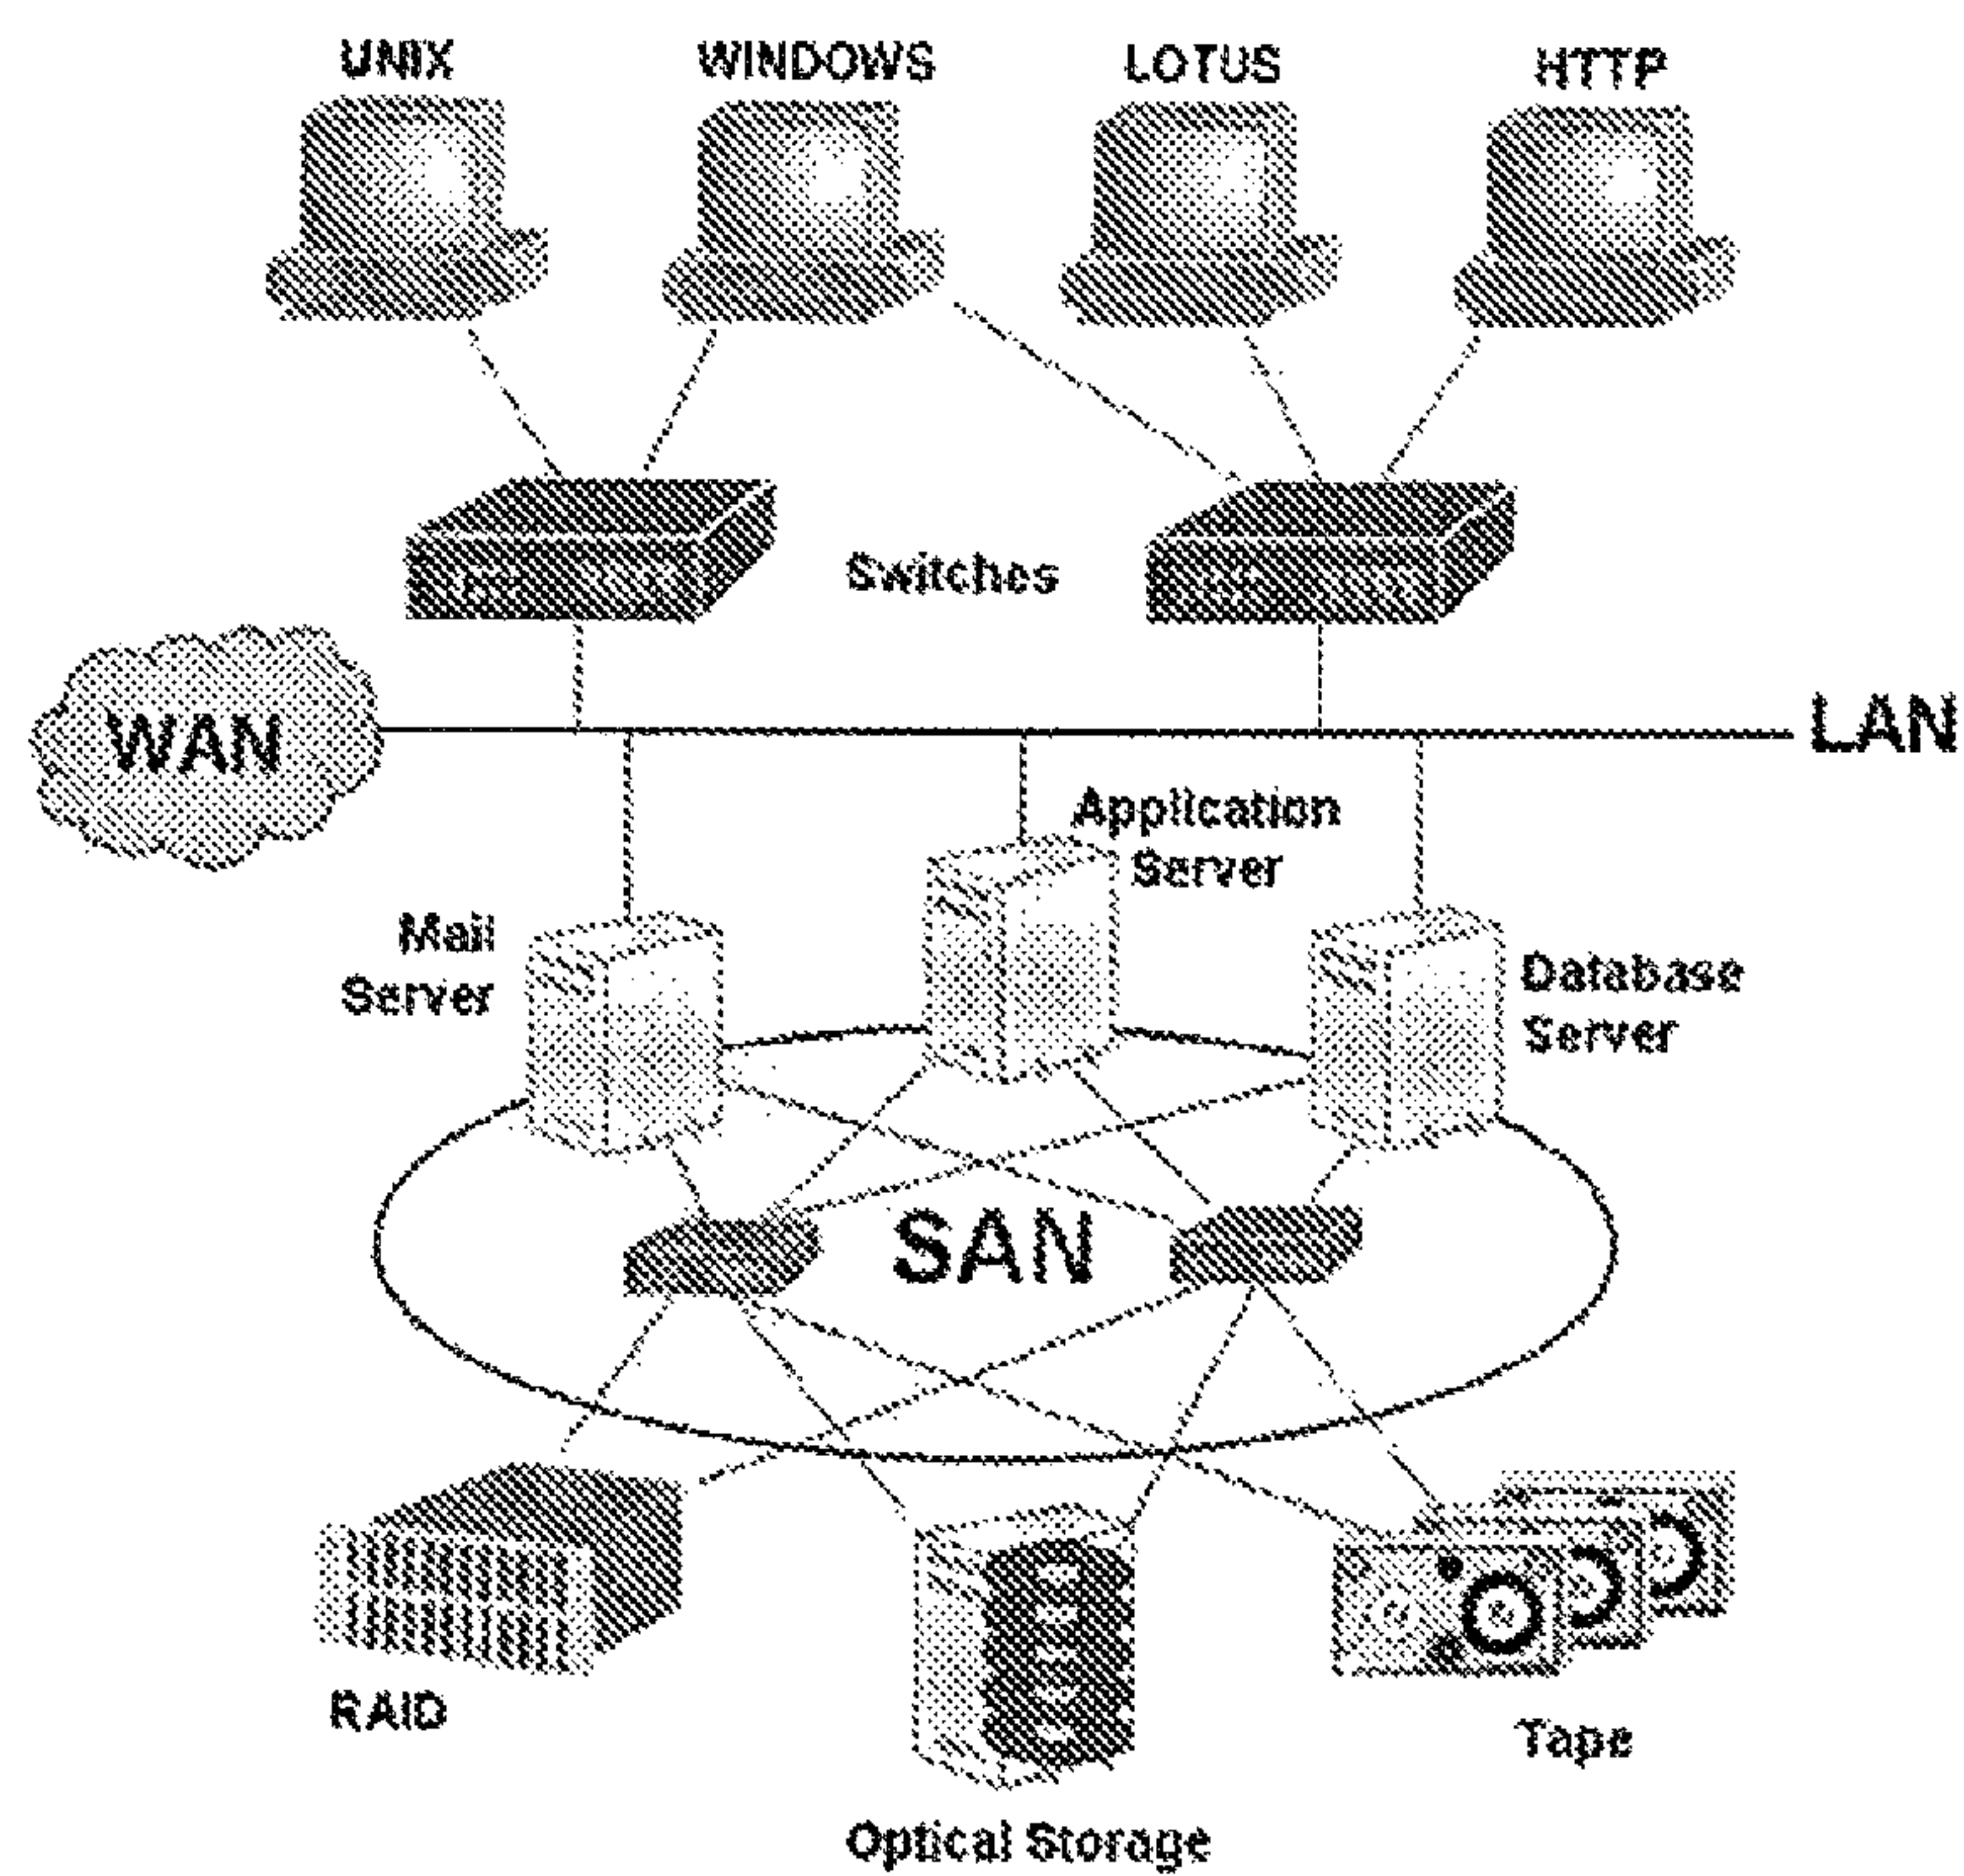 UNIX
WINDOWS
LOTUS
HTTP
Switches
WAN
LAN
Application
Server
Mail
Server
Database
Server
SAN
RAID
Tape
Optical Storage